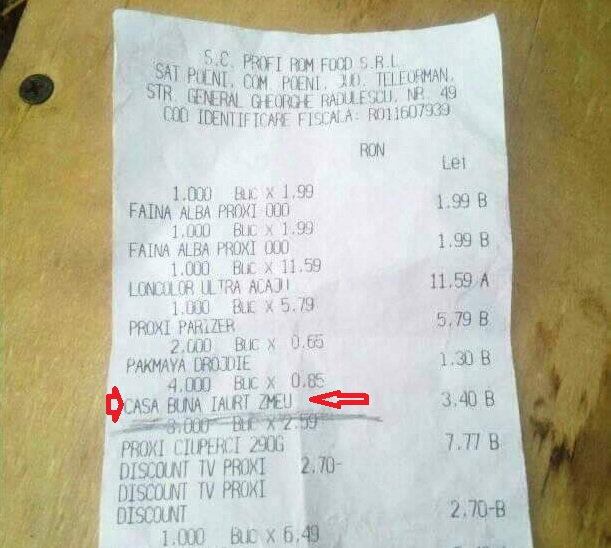 S.C. PROFI ROM FOOD S.R.L.
SAT POENI, COM. POENI, JUD. TELEORMAN,
STR. GENERAL GHEORGHE RADULESCU, NR. 49
COD IDENTIFICARE FISCALA: RO11607939
RON
Lei
1.000 Buc X 1.99
FAINA ALBA PROXI 000 1.99 B
1.000 Buc X 1.99
FAINA ALBA PROXI 000 1.99 B
1.000 Buc X 11.59
LONCOLOR ULTRA ACAJU 11.59 A
1.000 Buc X 5.79
PROXI PARIZER 5.79 B
2.000 Buc X 0.65
PAKMAYA DROJDIE 1.30 B
4.000 Buc X 0.85
CASA BUNA IAURT ZMEU 3.40 B
3.000 Buc X 2.59
PROXI CIUPERCI 290G 7.77 B
DISCOUNT TV PROXI 2.70-
DISCOUNT TV PROXI
DISCOUNT 2.70-B
1.000 Buc X 6.49